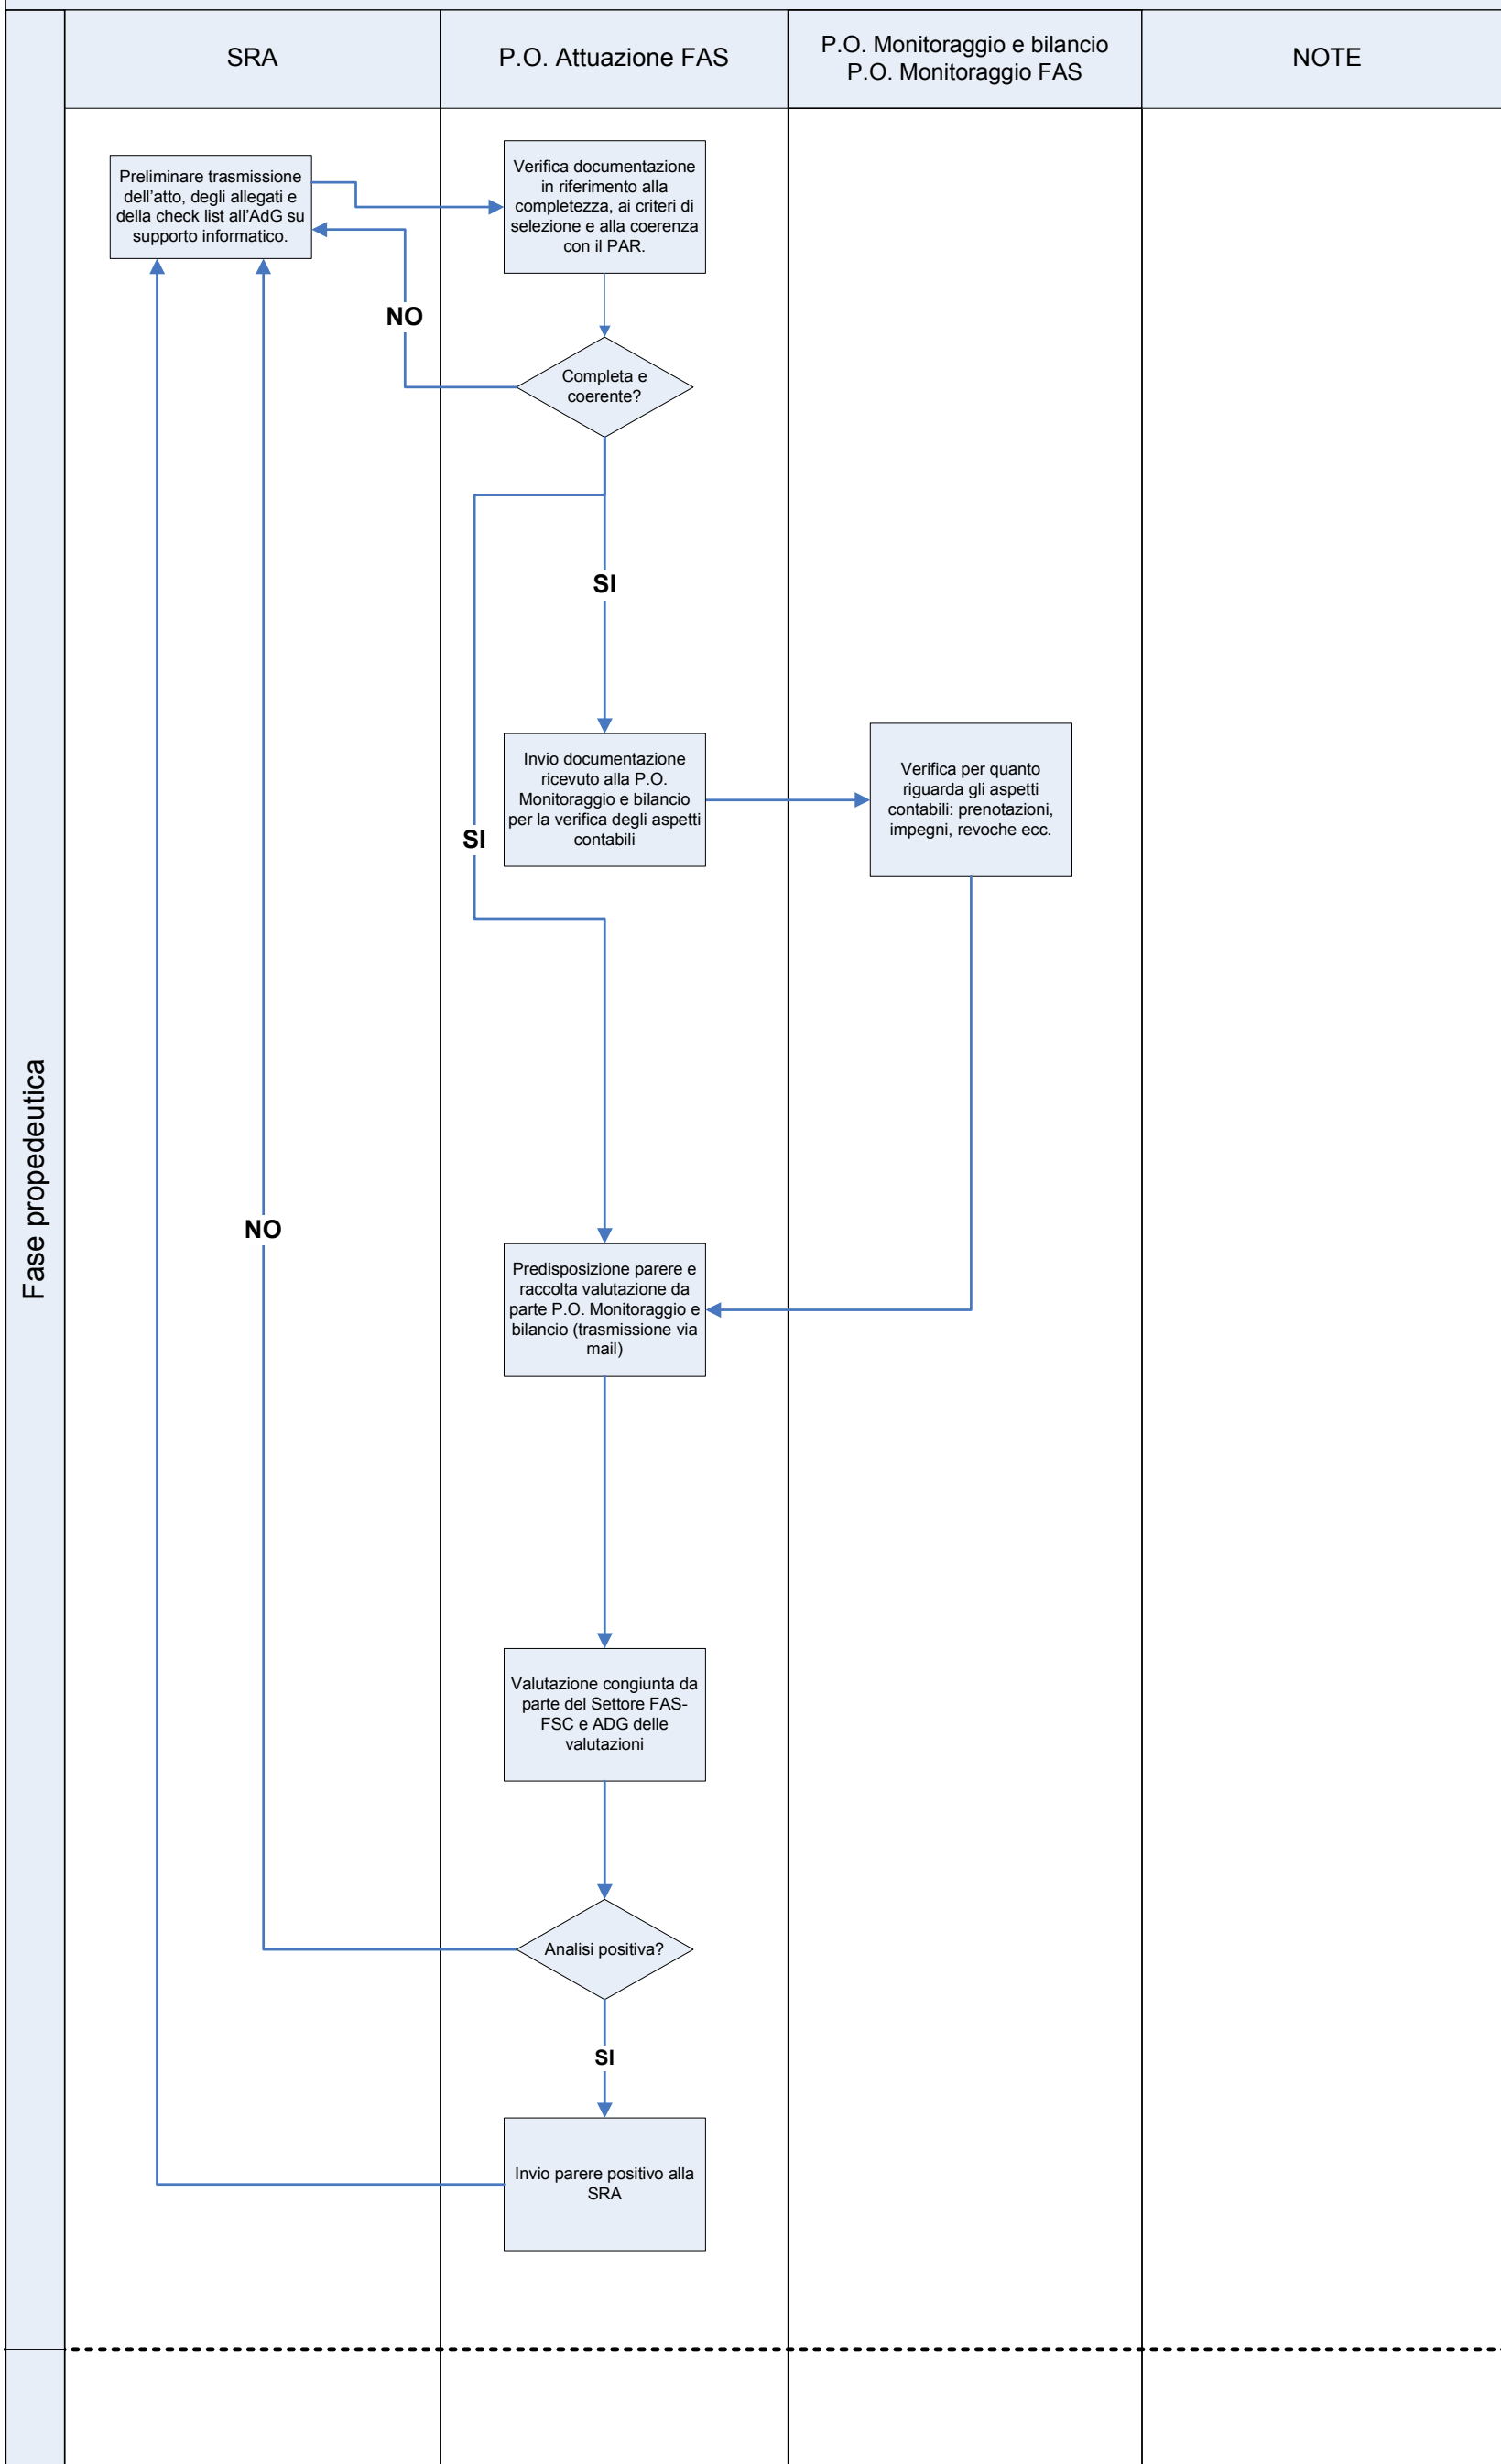 SRA
P.O. Attuazione FAS
P.O. Monitoraggio e bilancio
P.O. Monitoraggio FAS
NOTE
Fase propedeutica
Preliminare trasmissione
dell'atto, degli allegati e
della check list all'AdG su
supporto informatico.
Verifica documentazione
in riferimento alla
completezza, ai criteri di
selezione e alla coerenza
con il PAR.
NO
Completa e
coerente?
SI
Invio documentazione
ricevuto alla P.O.
Monitoraggio e bilancio
per la verifica degli aspetti
contabili
Verifica per quanto
riguarda gli aspetti
contabili: prenotazioni,
impegni, revoche ecc.
SI
NO
Predisposizione parere e
raccolta valutazione da
parte P.O. Monitoraggio e
bilancio (trasmissione via
mail)
Valutazione congiunta da
parte del Settore FAS-
FSC e ADG delle
valutazioni
Analisi positiva?
SI
Invio parere positivo alla
SRA